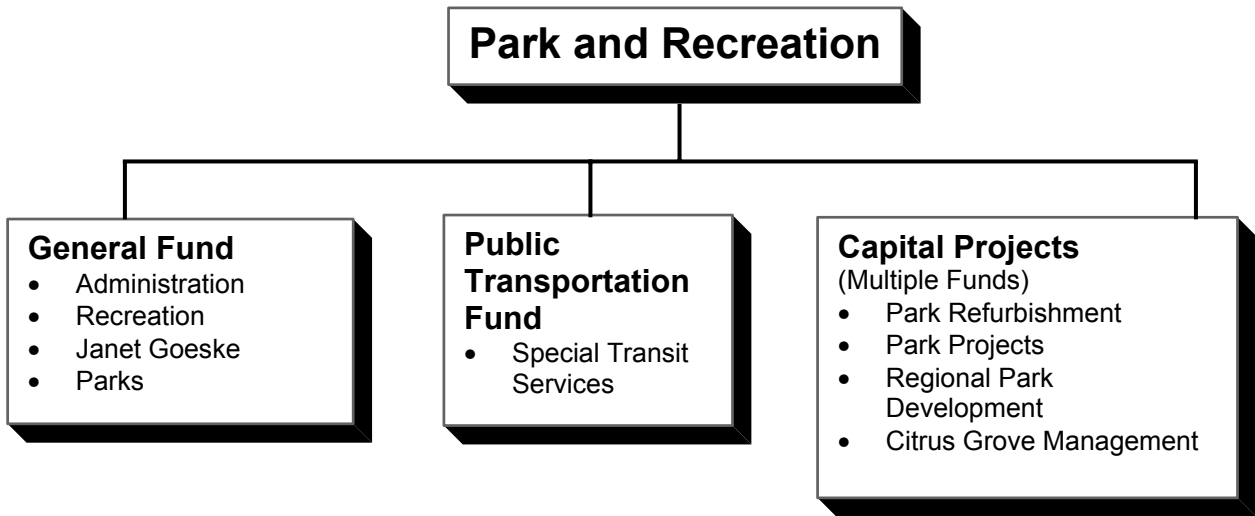 Park and Recreation
General Fund
• Administration
• Recreation
• Janet Goeske
• Parks
Public
Transportation
Fund
• Special Transit
Services
Capital Projects
(Multiple Funds)
• Park Refurbishment
• Park Projects
• Regional Park
Development
• Citrus Grove Management